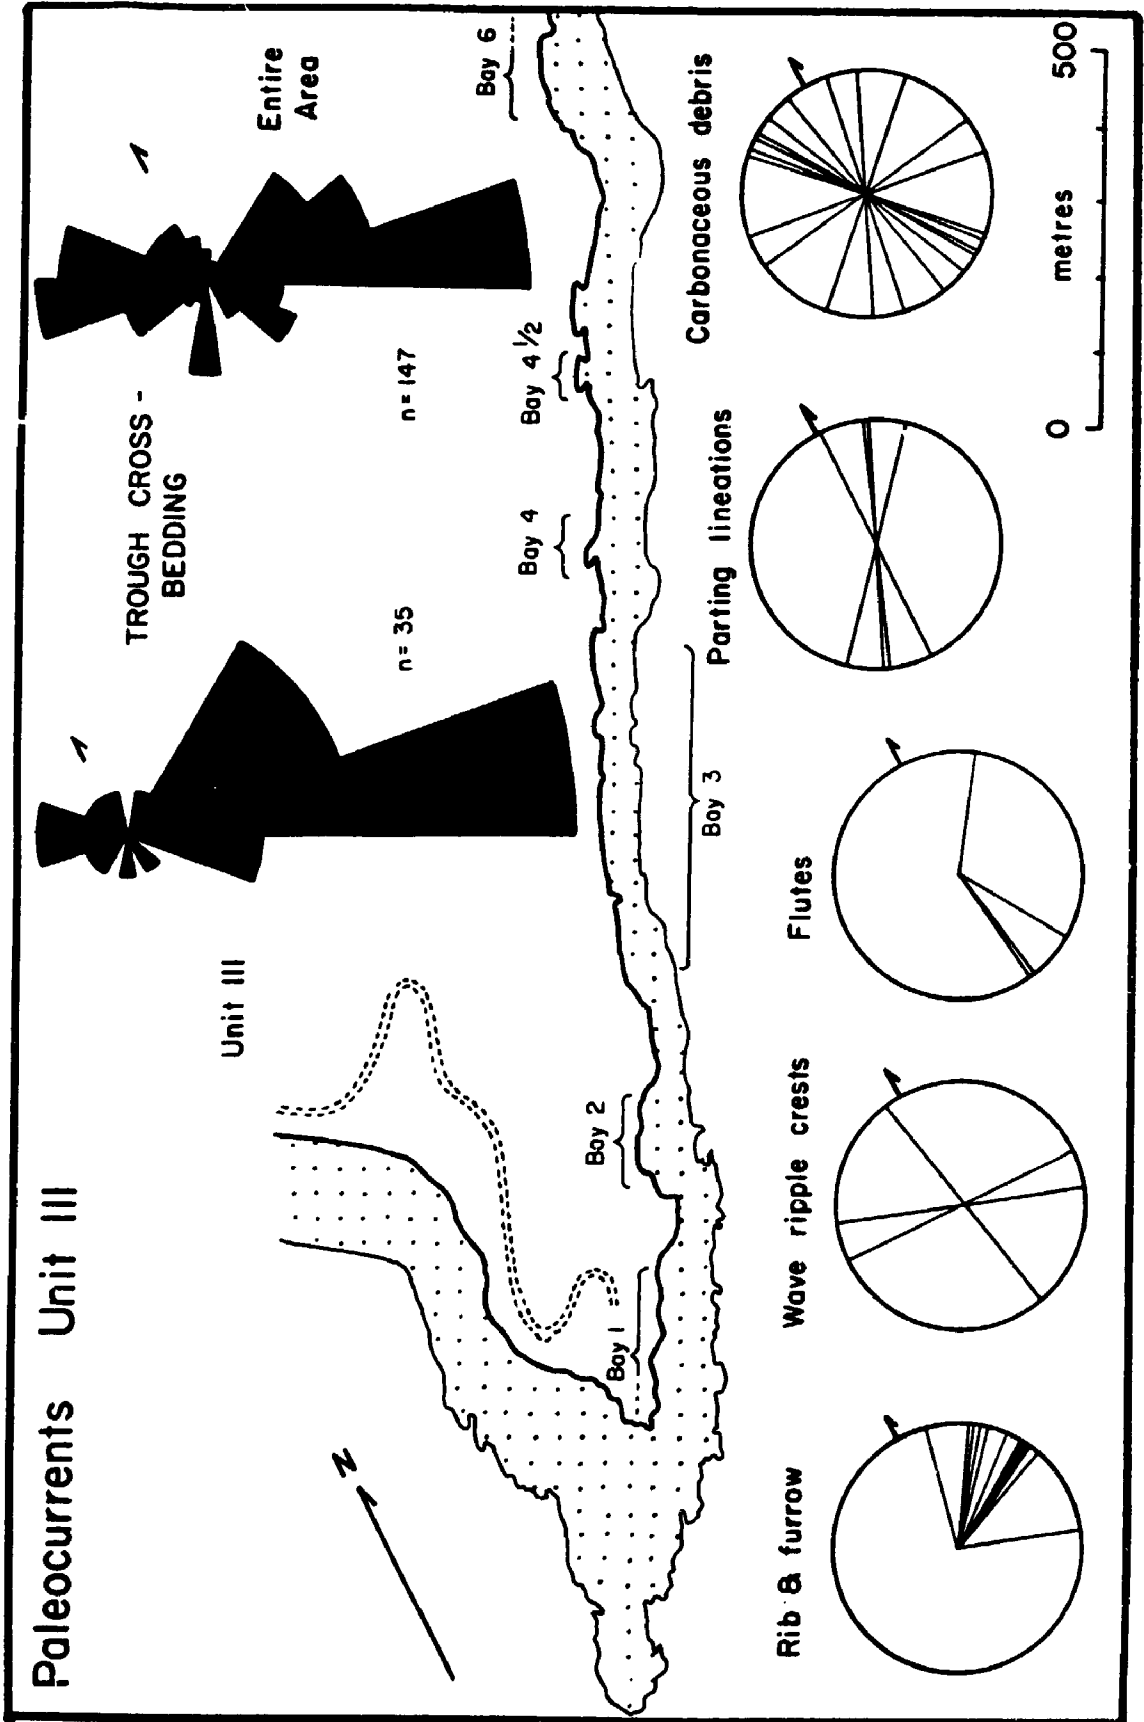 Paleocurrents Unit III
TROUGH CROSS-
BEDDING
Entire
Area
Unit III
n = 35
n = 147
N
Bay 1
Bay 2
Bay 3
Bay 4
Bay 4 1/2
Bay 6
Rib & furrow
Wave ripple crests
Flutes
Parting lineations
Carbonaceous debris
0
metres
500